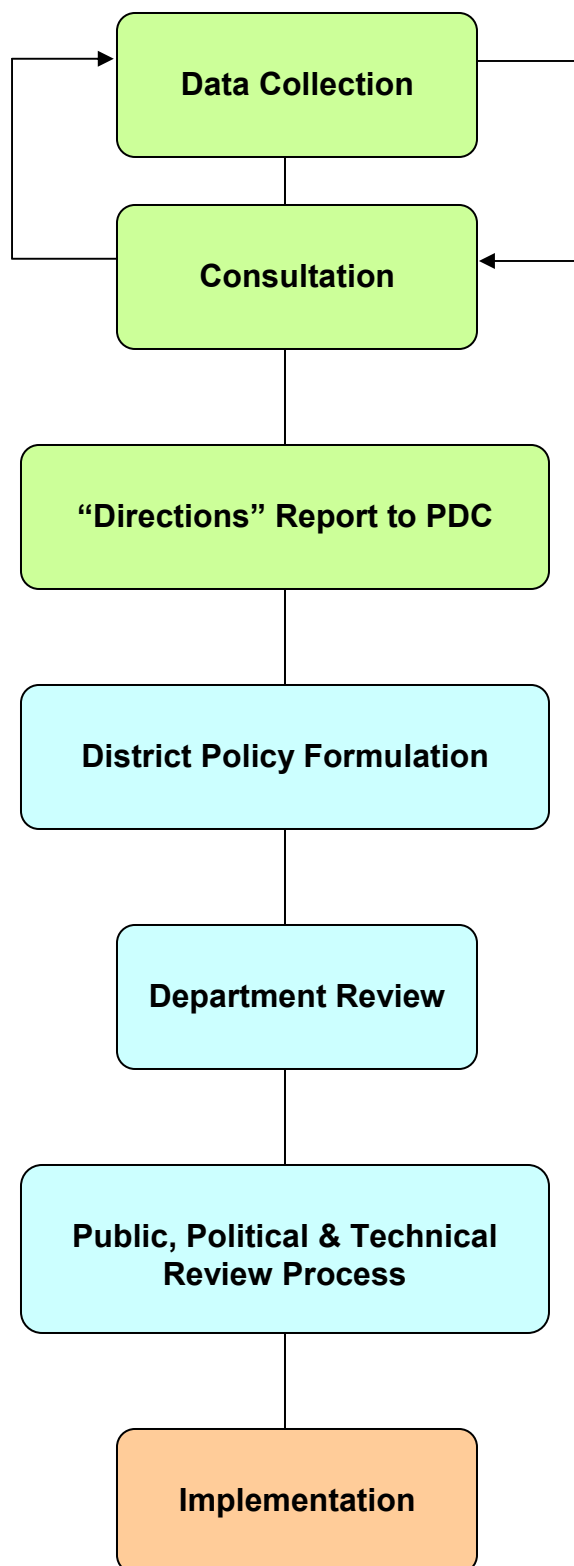 Data Collection
Consultation
“Directions” Report to PDC
District Policy Formulation
Department Review
Public, Political & Technical
Review Process
Implementation